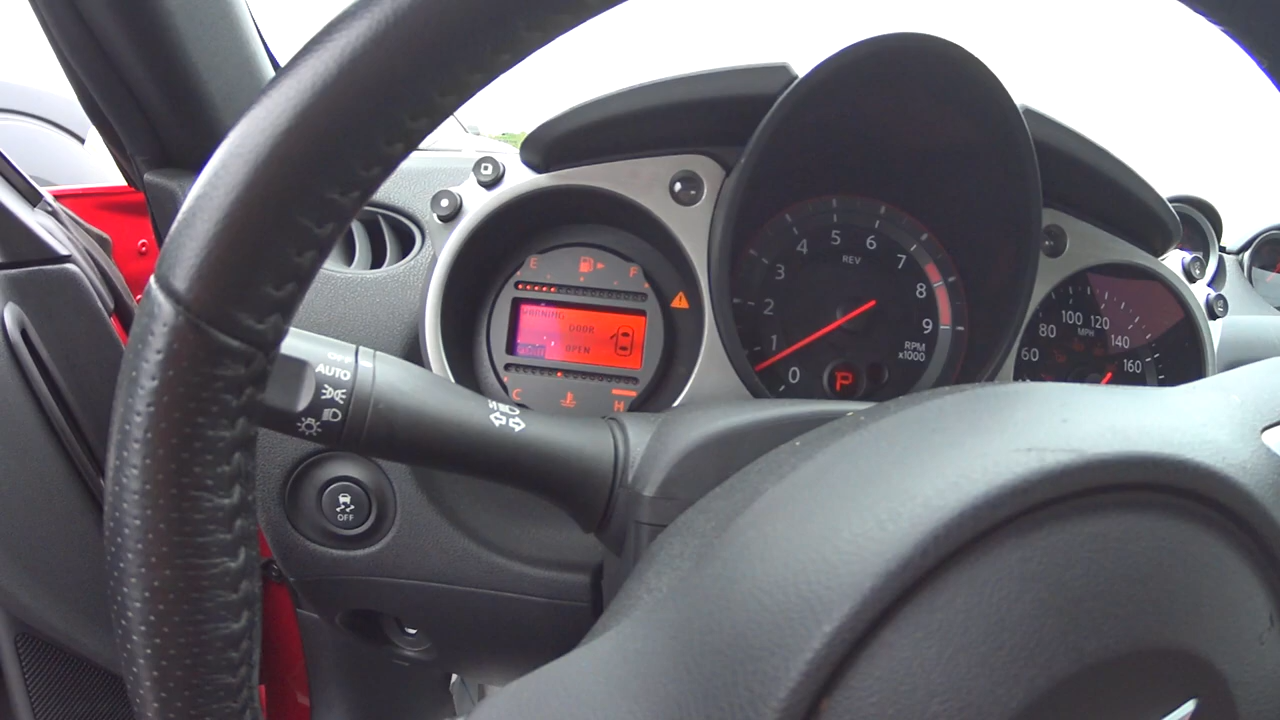 E F
WARNING
DOOR
OPEN
C H
0 1 2 3 4 5 6 7 8 9
REV
RPM
x1000
P
60 80 100 120 140 160
MPH
OFF
AUTO
OFF